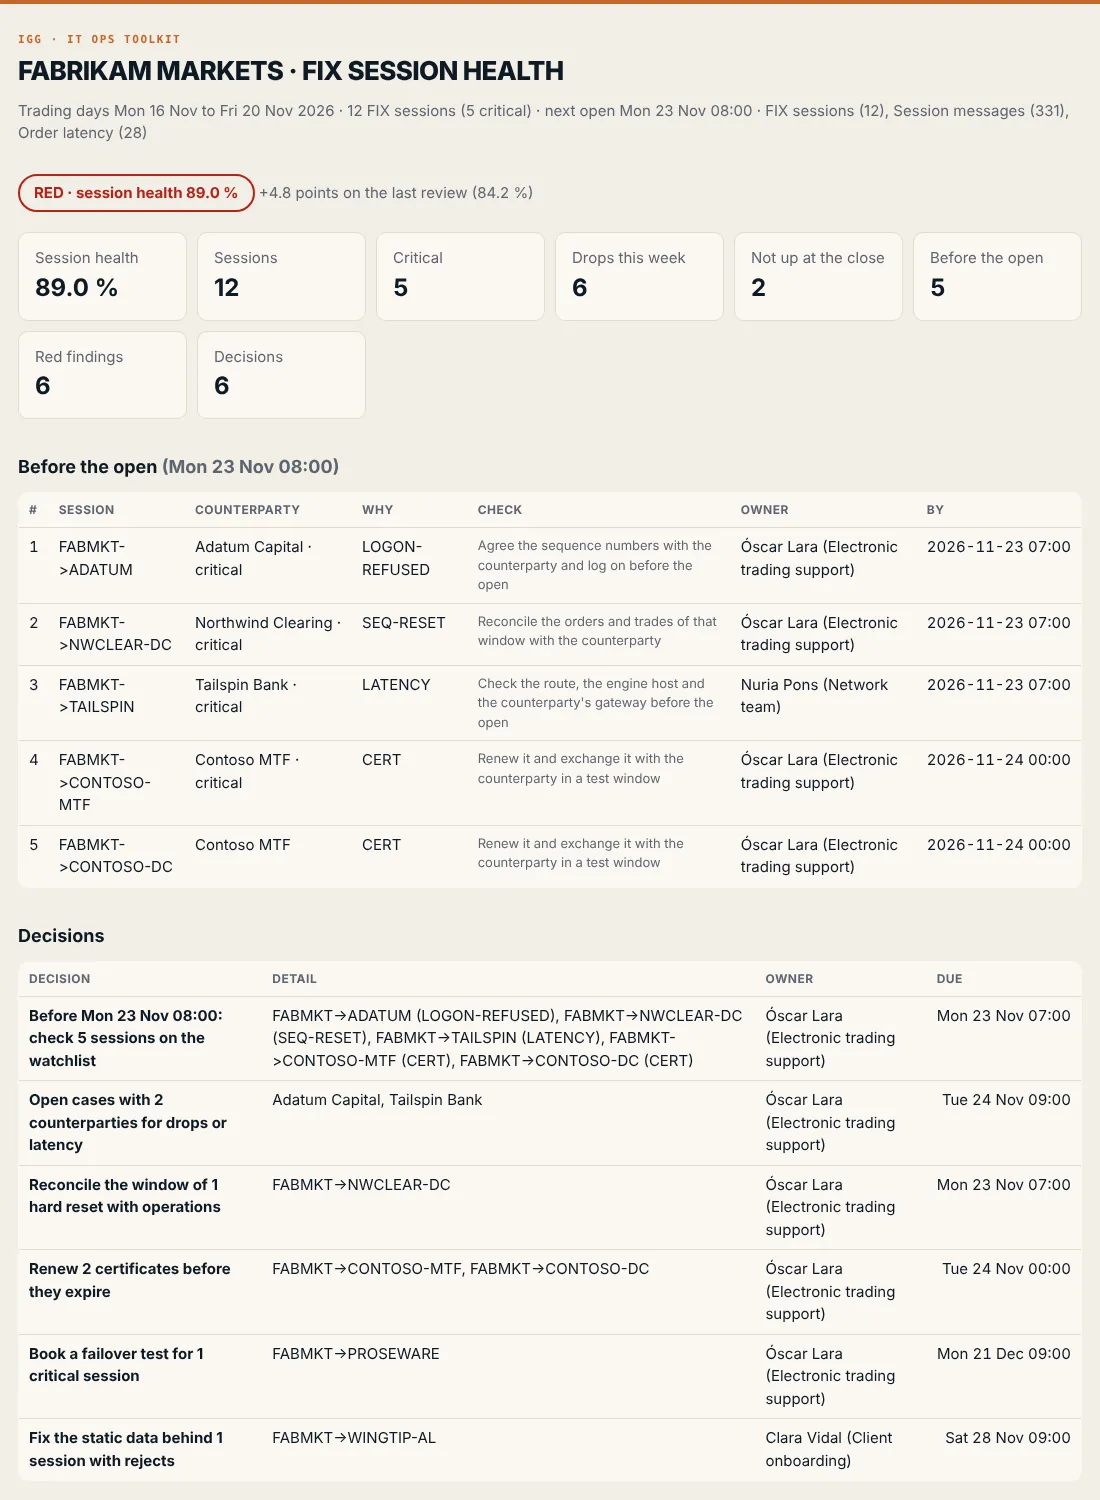 IGG · IT OPS TOOLKIT
FABRIKAM MARKETS · FIX SESSION HEALTH
Trading days Mon 16 Nov to Fri 20 Nov 2026 · 12 FIX sessions (5 critical) · next open Mon 23 Nov 08:00 · FIX sessions (12), Session messages (331),
Order latency (28)
RED · session health 89.0 % +4.8 points on the last review (84.2 %)
Session health
89.0 %
Sessions
12
Critical
5
Drops this week
6
Not up at the close
2
Before the open
5
Red findings
6
Decisions
6
Before the open (Mon 23 Nov 08:00)
# SESSION COUNTERPARTY WHY CHECK OWNER BY
1 FABMKT- Adatum Capital · LOGON- Agree the sequence numbers with the Óscar Lara (Electronic 2026-11-23 07:00
>ADATUM critical REFUSED counterparty and log on before the trading support)
open
2 FABMKT- Northwind Clearing · SEQ-RESET Reconcile the orders and trades of that Óscar Lara (Electronic 2026-11-23 07:00
>NWCLEAR-DC critical window with the counterparty trading support)
3 FABMKT- Tailspin Bank · LATENCY Check the route, the engine host and Nuria Pons (Network 2026-11-23 07:00
>TAILSPIN critical the counterparty's gateway before the team)
open
4 FABMKT- Contoso MTF · CERT Renew it and exchange it with the Óscar Lara (Electronic 2026-11-24 00:00
>CONTOSO- critical counterparty in a test window trading support)
MTF
5 FABMKT- Contoso MTF CERT Renew it and exchange it with the Óscar Lara (Electronic 2026-11-24 00:00
>CONTOSO-DC counterparty in a test window trading support)
Decisions
DECISION DETAIL OWNER DUE
Before Mon 23 Nov 08:00: FABMKT->ADATUM (LOGON-REFUSED), FABMKT->NWCLEAR-DC Óscar Lara Mon 23 Nov 07:00
check 5 sessions on the (SEQ-RESET), FABMKT->TAILSPIN (LATENCY), FABMKT- (Electronic trading
watchlist >CONTOSO-MTF (CERT), FABMKT->CONTOSO-DC (CERT) support)
Open cases with 2 Adatum Capital, Tailspin Bank Óscar Lara Tue 24 Nov 09:00
counterparties for drops or (Electronic trading
latency support)
Reconcile the window of 1 FABMKT->NWCLEAR-DC Óscar Lara Mon 23 Nov 07:00
hard reset with operations (Electronic trading
support)
Renew 2 certificates before FABMKT->CONTOSO-MTF, FABMKT->CONTOSO-DC Óscar Lara Tue 24 Nov 00:00
they expire (Electronic trading
support)
Book a failover test for 1 FABMKT->PROSEWARE Óscar Lara Mon 21 Dec 09:00
critical session (Electronic trading
support)
Fix the static data behind 1 FABMKT->WINGTIP-AL Clara Vidal (Client Sat 28 Nov 09:00
session with rejects onboarding)